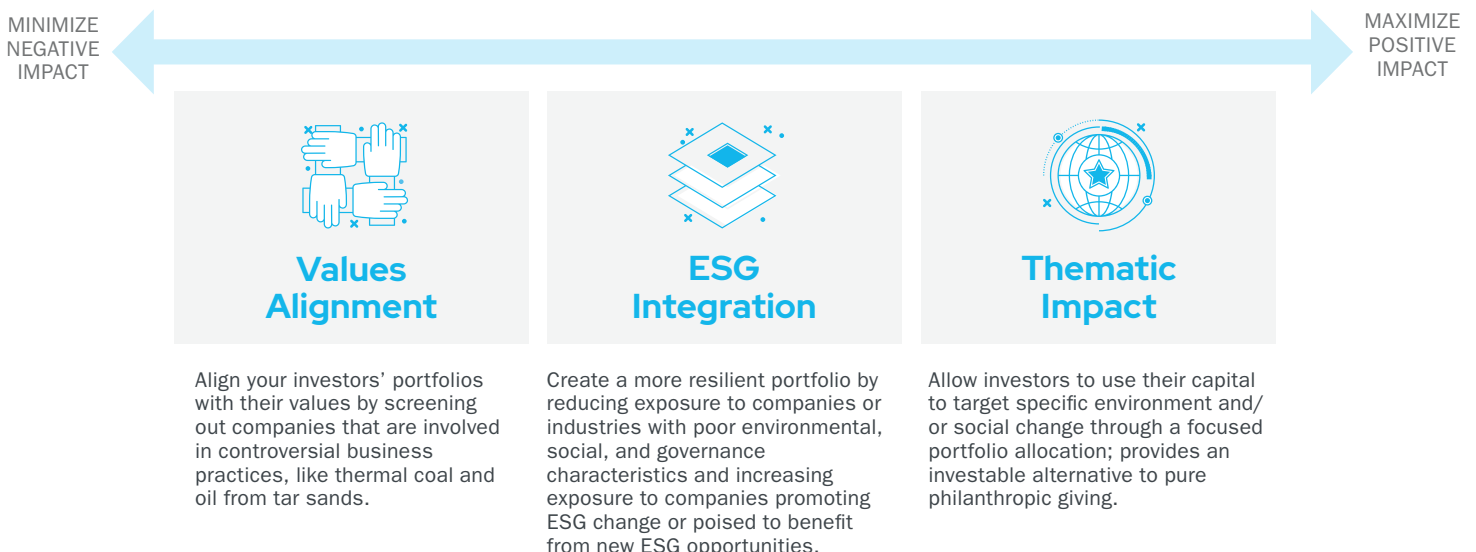 MINIMIZE
NEGATIVE
IMPACT
MAXIMIZE
POSITIVE
IMPACT
Values
Alignment
Align your investors’ portfolios
with their values by screening
out companies that are involved
in controversial business
practices, like thermal coal and
oil from tar sands.
ESG
Integration
Create a more resilient portfolio by
reducing exposure to companies or
industries with poor environmental,
social, and governance
characteristics and increasing
exposure to companies promoting
ESG change or poised to benefit
from new ESG opportunities.
Thematic
Impact
Allow investors to use their capital
to target specific environment and/
or social change through a focused
portfolio allocation; provides an
investable alternative to pure
philanthropic giving.